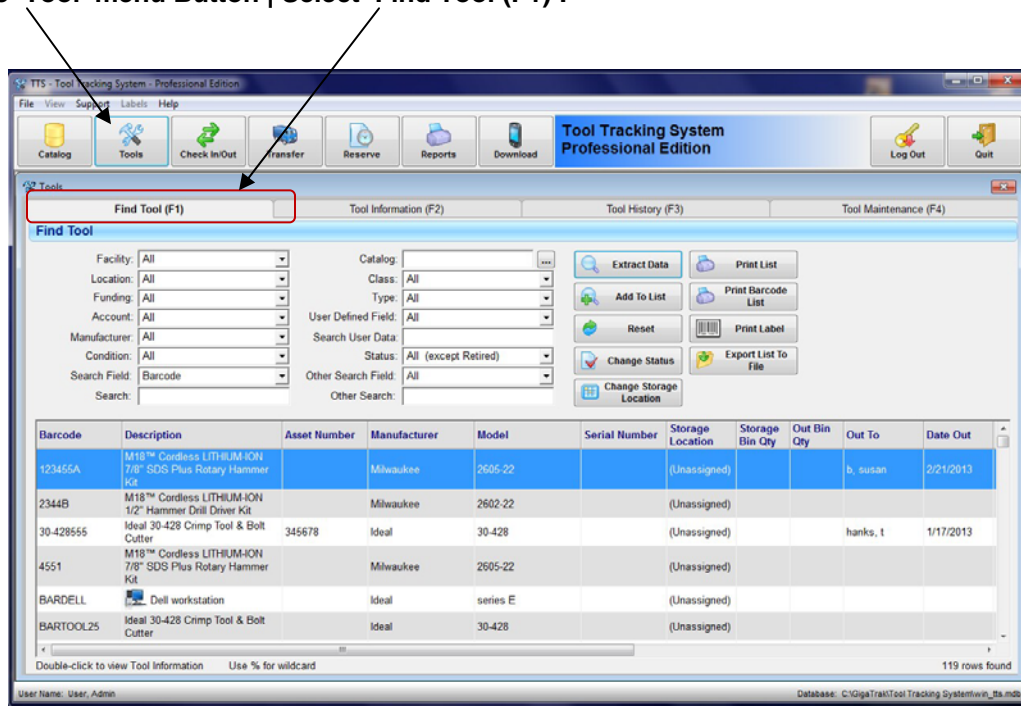 Tool Menu Button | Select Find Tool (F1) .
TTS - Tool Tracking System - Professional Edition
File View Support Labels Help
Catalog Tools Check In/Out Transfer Reserve Reports Download Tool Tracking System Professional Edition Log Out Quit
Tools
Find Tool (F1) Tool Information (F2) Tool History (F3) Tool Maintenance (F4)
Find Tool
Facility: All Catalog: ... Extract Data Print List
Location: All Class: All
Funding: All Type: All Add To List Print Barcode List
Account: All User Defined Field: All
Manufacturer: All Search User Data: Reset Print Label
Condition: All Status: All (except Retired) Change Status Export List To File
Search Field: Barcode Other Search Field: All
Search: Other Search: Change Storage Location
Barcode Description Asset Number Manufacturer Model Serial Number Storage Location Storage Bin Qty Out Bin Qty Out To Date Out
123455A M18™ Cordless LITHIUM-ION 7/8" SDS Plus Rotary Hammer Kit Milwaukee 2605-22 (Unassigned) b, susan 2/21/2013
2344B M18™ Cordless LITHIUM-ION 1/2" Hammer Drill Driver Kit Milwaukee 2602-22 (Unassigned)
30-428555 Ideal 30-428 Crimp Tool & Bolt Cutter 345678 Ideal 30-428 (Unassigned) hanks, t 1/17/2013
4551 M18™ Cordless LITHIUM-ION 7/8" SDS Plus Rotary Hammer Kit Milwaukee 2605-22 (Unassigned)
BARDELL Dell workstation Ideal series E (Unassigned)
BARTOOL25 Ideal 30-428 Crimp Tool & Bolt Cutter Ideal 30-428 (Unassigned)
Double-click to view Tool Information Use % for wildcard 119 rows found
User Name: User, Admin Database: C:\GigaTrak\Tool Tracking System\win_tts.mdb